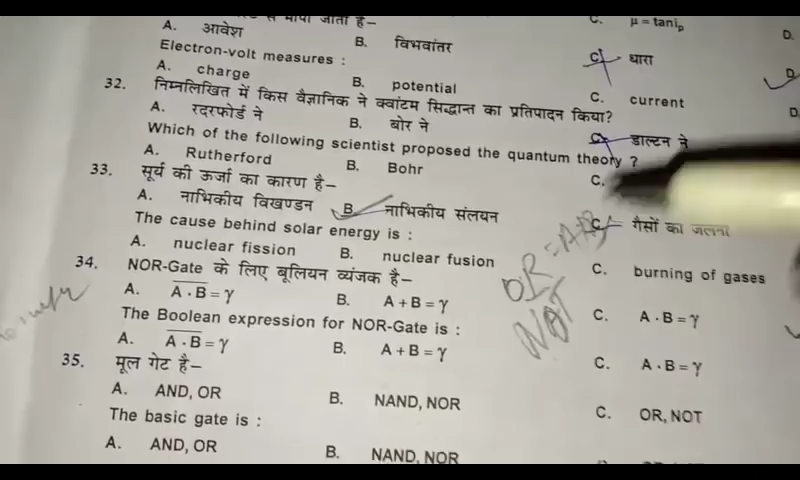 से मापा जाता है–
A. आवेश B. विभवांतर C. μ = tani_p D.
Electron-volt measures : C. धारा
A. charge B. potential C. current D.
32. निम्नलिखित में किस वैज्ञानिक ने क्वांटम सिद्धान्त का प्रतिपादन किया? D.
A. रदरफोर्ड ने B. बोर ने C. डाल्टन ने
Which of the following scientist proposed the quantum theory ?
A. Rutherford B. Bohr C.
33. सूर्य की ऊर्जा का कारण है–
A. नाभिकीय विखण्डन B. नाभिकीय संलयन C. गैसों का जलना
The cause behind solar energy is :
A. nuclear fission B. nuclear fusion C. burning of gases
34. NOR-Gate के लिए बूलियन व्यंजक है–
A. \overline{A · B} = γ B. A + B = γ C. A · B = γ
The Boolean expression for NOR-Gate is :
A. \overline{A · B} = γ B. A + B = γ C. A · B = γ
35. मूल गेट है–
A. AND, OR B. NAND, NOR C. OR, NOT
The basic gate is :
A. AND, OR B. NAND, NOR
NOT